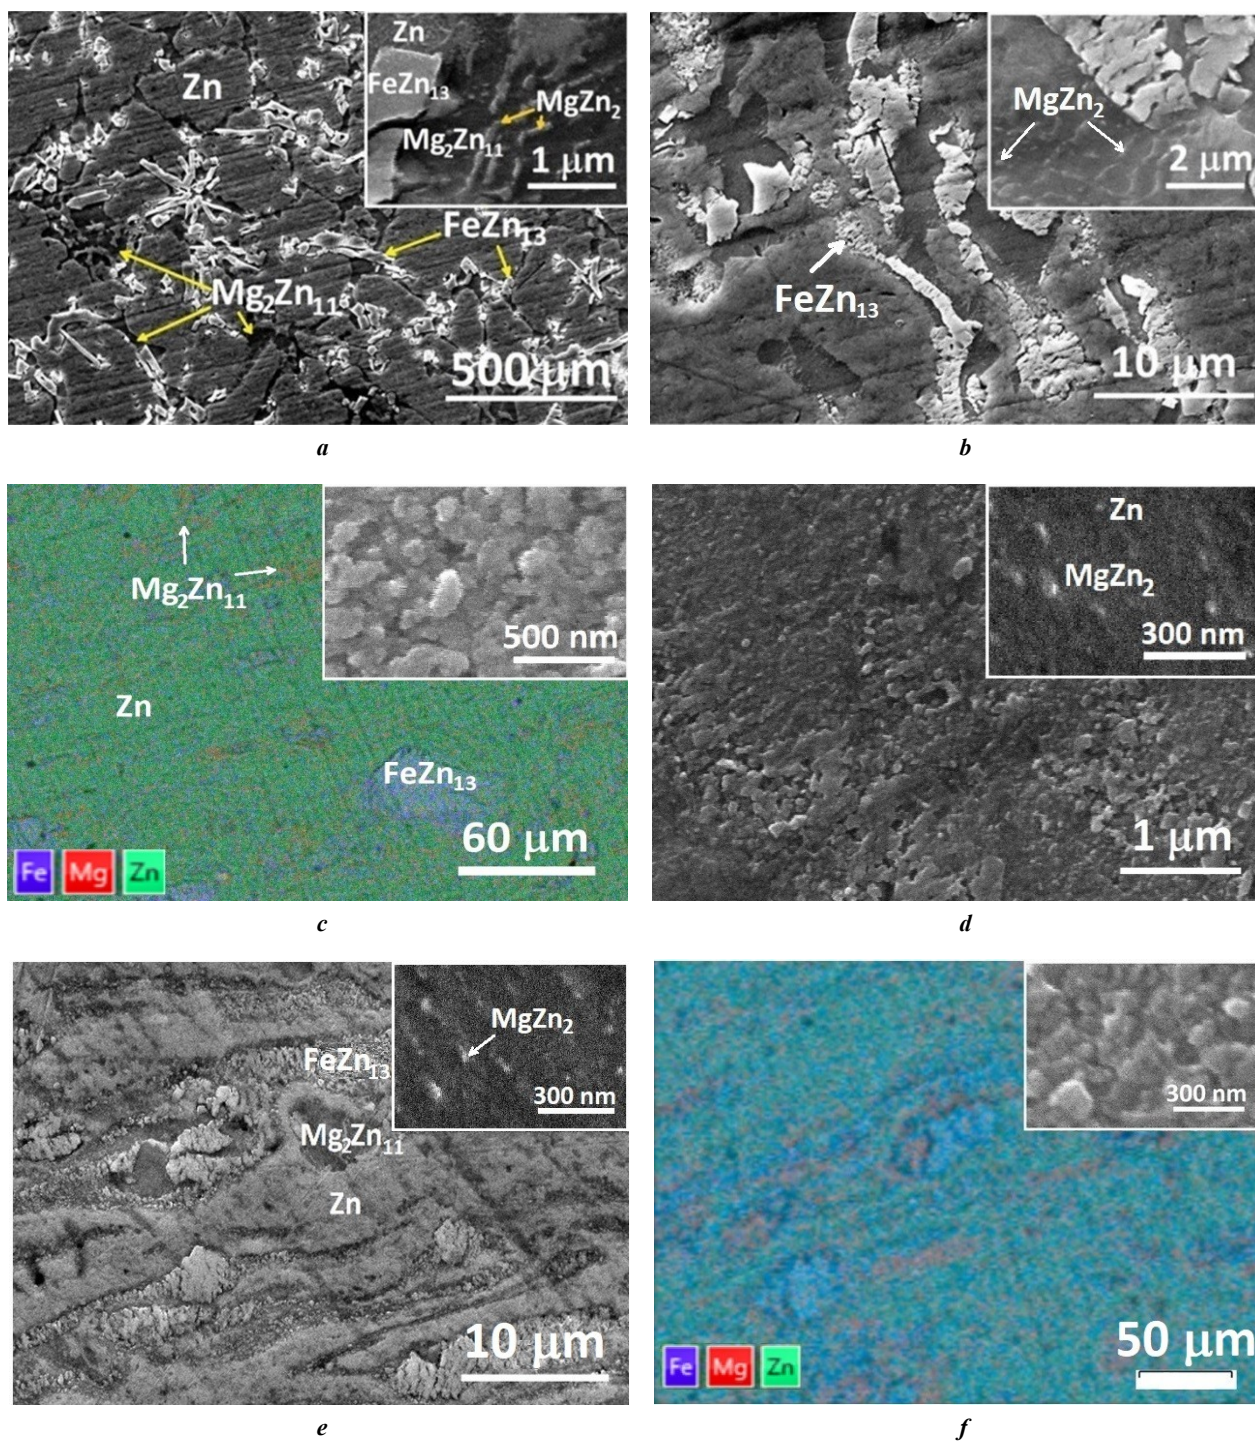 Zn
FeZn13
MgZn2
Mg2Zn11
1 μm
Zn
FeZn13
Mg2Zn11
500 μm
a
MgZn2
2 μm
FeZn13
10 μm
b
Mg2Zn11
500 nm
Zn
FeZn13
60 μm
Fe Mg Zn
c
Zn
MgZn2
300 nm
1 μm
d
MgZn2
300 nm
FeZn13
Mg2Zn11
Zn
10 μm
e
300 nm
50 μm
Fe Mg Zn
f